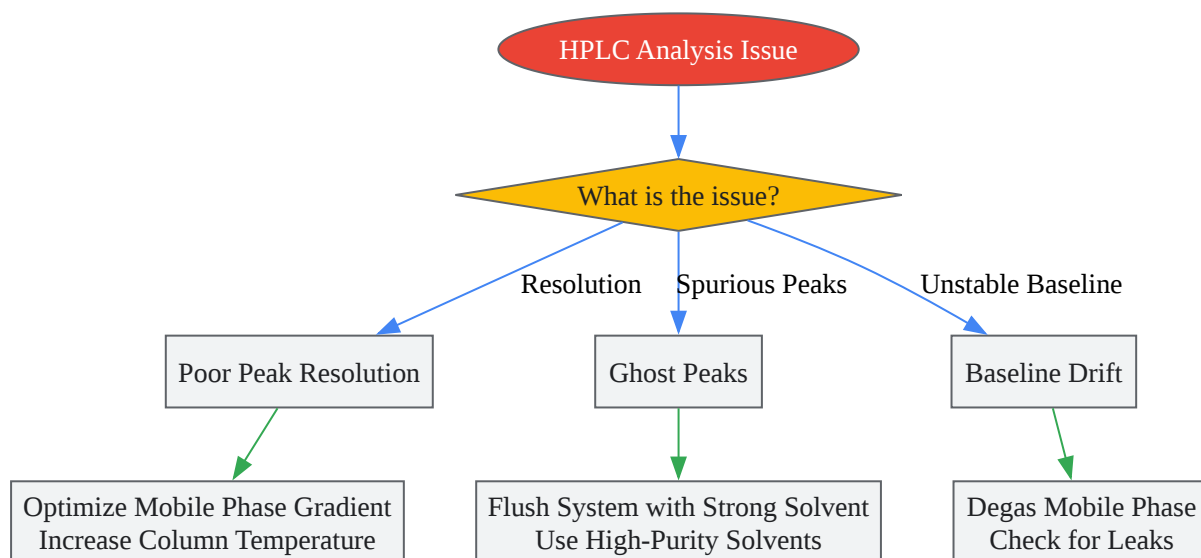 HPLC Analysis Issue
What is the issue?
Resolution
Spurious Peaks
Unstable Baseline
Poor Peak Resolution
Ghost Peaks
Baseline Drift
Optimize Mobile Phase Gradient
Increase Column Temperature
Flush System with Strong Solvent
Use High-Purity Solvents
Degas Mobile Phase
Check for Leaks